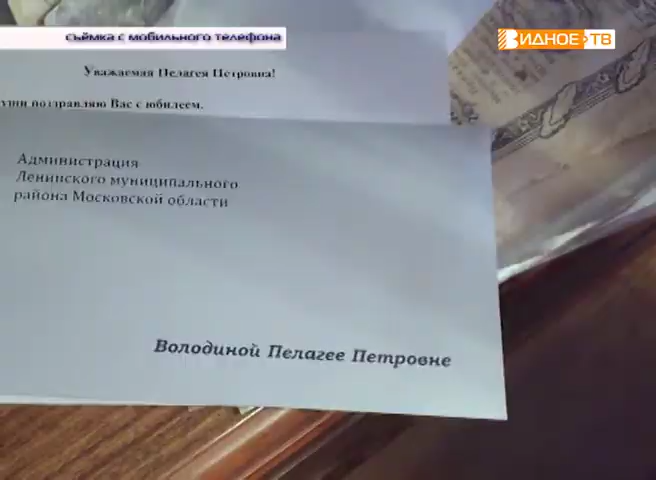 съёмка с мобильного телефона
ВИДНОЕ ТВ
Уважаемая Пелагея Петровна!
уши поздравляю Вас с юбилеем.
Администрация
Ленинского муниципального
района Московской области
Володиной Пелагее Петровне